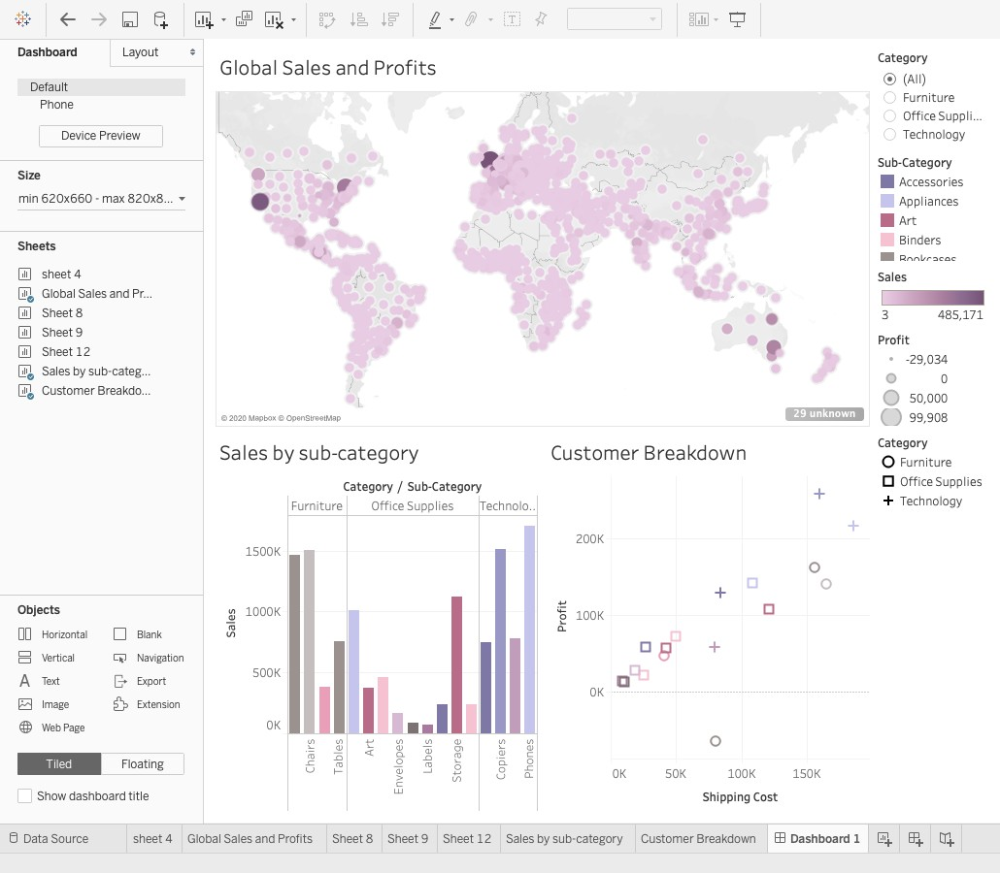 Dashboard
Layout
Default
Phone
Device Preview
Size
min 620x660 - max 820x8...
Sheets
sheet 4
Global Sales and Pr...
Sheet 8
Sheet 9
Sheet 12
Sales by sub-categ...
Customer Breakdo...
Objects
Horizontal
Blank
Vertical
Navigation
A Text
Export
Image
Extension
Web Page
Tiled
Floating
Show dashboard title
Global Sales and Profits
© 2020 Mapbox © OpenStreetMap
29 unknown
Category
(All)
Furniture
Office Suppli...
Technology
Sub-Category
Accessories
Appliances
Art
Binders
Bookcases
Sales
3 485,171
Profit
-29,034
0
50,000
99,908
Category
Furniture
Office Supplies
Technology
Sales by sub-category
Category / Sub-Category
Furniture
Office Supplies
Technolo..
1500K
1000K
500K
0K
Sales
Chairs
Tables
Art
Envelopes
Labels
Storage
Copiers
Phones
Customer Breakdown
200K
100K
0K
Profit
0K 50K 100K 150K
Shipping Cost
Data Source
sheet 4
Global Sales and Profits
Sheet 8
Sheet 9
Sheet 12
Sales by sub-category
Customer Breakdown
Dashboard 1